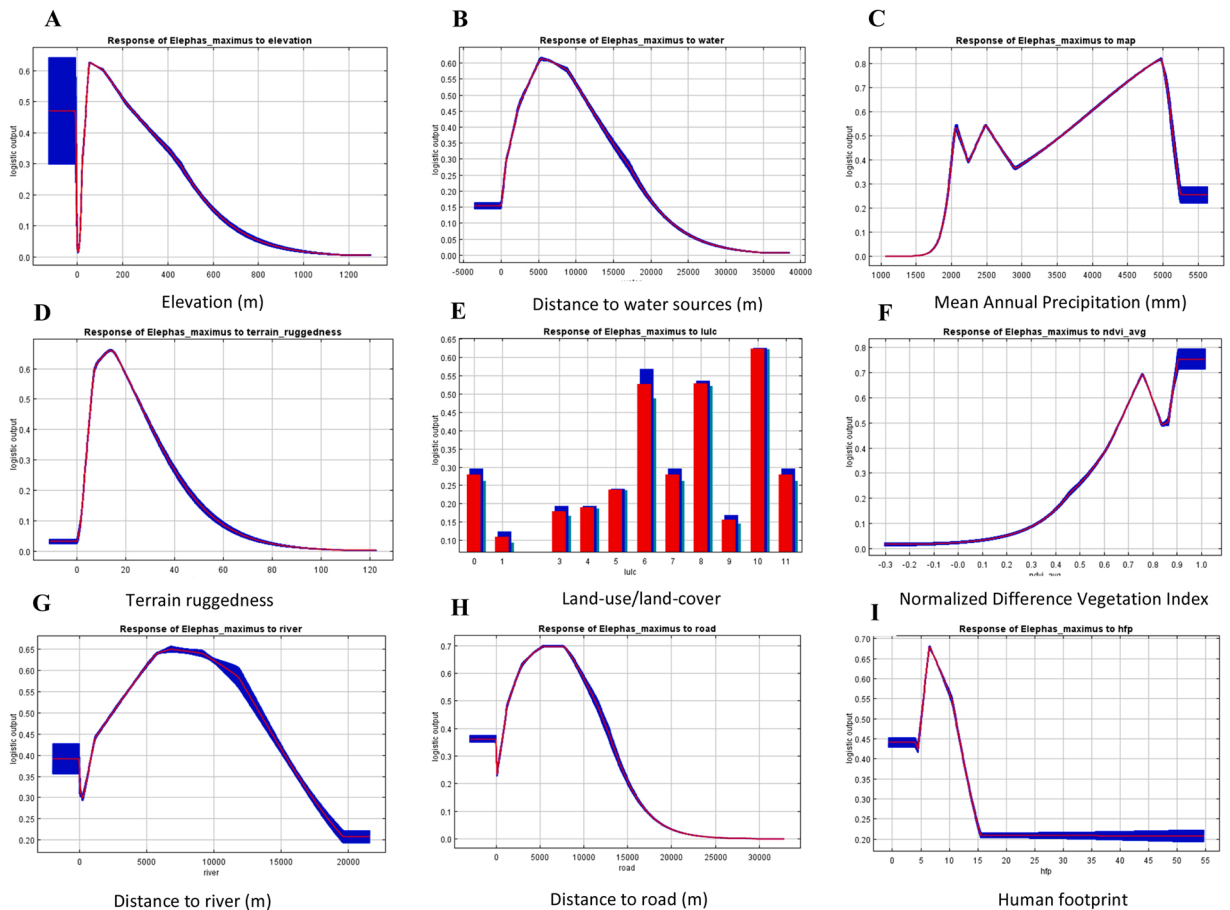 A
Response of Elephas_maximus to elevation
logistic output
0.6
0.5
0.4
0.3
0.2
0.1
0.0
0 200 400 600 800 1000 1200
Elevation (m)
B
Response of Elephas_maximus to water
logistic output
0.60
0.55
0.50
0.45
0.40
0.35
0.30
0.25
0.20
0.15
0.10
0.05
0.00
-5000 0 5000 10000 15000 20000 25000 30000 35000 40000
Distance to water sources (m)
C
Response of Elephas_maximus to map
logistic output
0.8
0.7
0.6
0.5
0.4
0.3
0.2
0.1
0.0
1000 2000 2500 3000 3500 4000 4500 5000 5500
Mean Annual Precipitation (mm)
D
Response of Elephas_maximus to terrain_ruggedness
logistic output
0.6
0.5
0.4
0.3
0.2
0.1
0.0
0 20 40 60 80 100 120
Terrain ruggedness
E
Response of Elephas_maximus to lulc
logistic output
0.65
0.60
0.55
0.50
0.45
0.40
0.35
0.30
0.25
0.20
0.15
0.10
0 1 3 4 5 6 7 8 9 10 11
lulc
Land-use/land-cover
F
Response of Elephas_maximus to ndvi_avg
logistic output
0.8
0.7
0.6
0.5
0.4
0.3
0.2
0.1
0.0
-0.3 -0.2 -0.1 -0.0 0.1 0.2 0.3 0.4 0.5 0.6 0.7 0.8 0.9 1.0
ndvi_avg
Normalized Difference Vegetation Index
G
Response of Elephas_maximus to river
logistic output
0.65
0.60
0.55
0.50
0.45
0.40
0.35
0.30
0.25
0.20
0 5000 10000 15000 20000
river
Distance to river (m)
H
Response of Elephas_maximus to road
logistic output
0.7
0.6
0.5
0.4
0.3
0.2
0.1
0.0
0 5000 10000 15000 20000 25000 30000
road
Distance to road (m)
I
Response of Elephas_maximus to hfp
logistic output
0.70
0.65
0.60
0.55
0.50
0.45
0.40
0.35
0.30
0.25
0.20
0 5 10 15 20 25 30 35 40 45 50 55
hfp
Human footprint